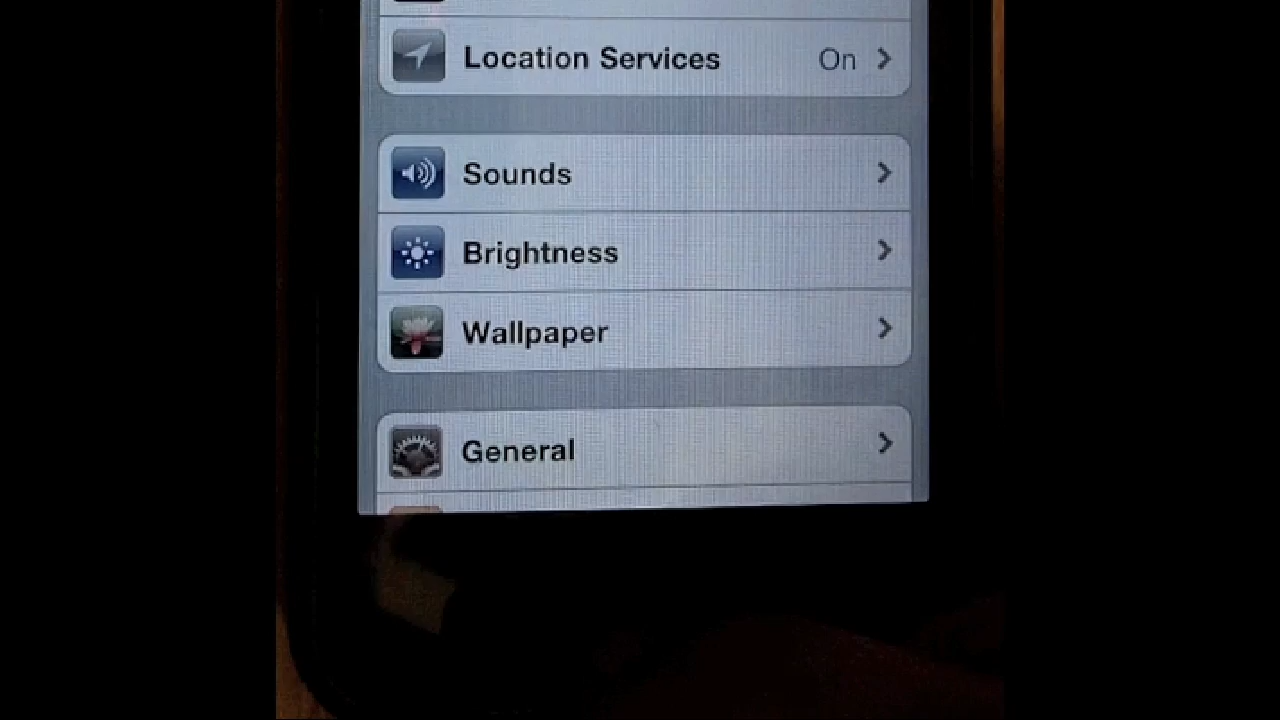 Location Services On
Sounds
Brightness
Wallpaper
General